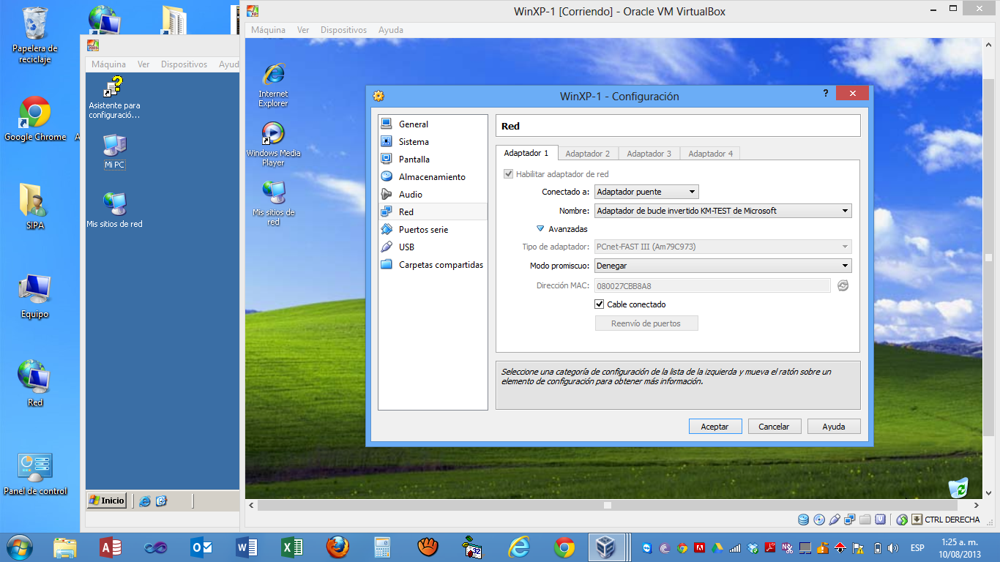 Papelera de
reciclaje
Google Chrome
A
SIPA
Equipo
Red
Panel de control
Máquina Ver Dispositivos Ayud
Asistente para
configuració...
Mi PC
Mis sitios de red
Inicio
WinXP-1 [Corriendo] - Oracle VM VirtualBox
Máquina Ver Dispositivos Ayuda
Internet
Explorer
Windows Media
Player
Mis sitios de
red
WinXP-1 - Configuración
?
General
Sistema
Pantalla
Almacenamiento
Audio
Red
Puertos serie
USB
Carpetas compartidas
Red
Adaptador 1 Adaptador 2 Adaptador 3 Adaptador 4
Habilitar adaptador de red
Conectado a: Adaptador puente
Nombre: Adaptador de bucle invertido KM-TEST de Microsoft
Avanzadas
Tipo de adaptador: PCnet-FAST III (Am79C973)
Modo promiscuo: Denegar
Dirección MAC: 080027CBB8A8
Cable conectado
Reenvío de puertos
Seleccione una categoría de configuración de la lista de la izquierda y mueva el ratón sobre un
elemento de configuración para obtener más información.
Aceptar Cancelar Ayuda
CTRL DERECHA
ESP
1:25 a. m.
10/08/2013